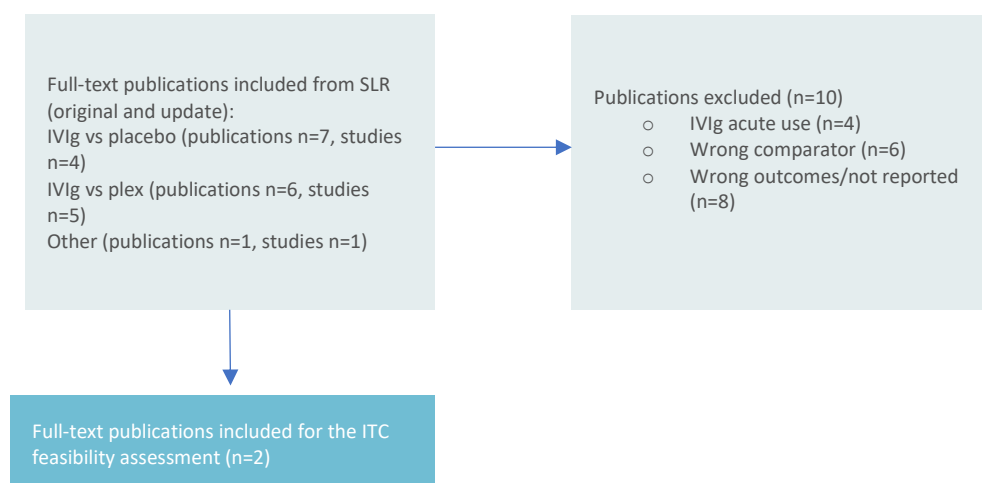 Full-text publications included from SLR
(original and update):
IVIg vs placebo (publications n=7, studies
n=4)
IVIg vs plex (publications n=6, studies
n=5)
Other (publications n=1, studies n=1)
Publications excluded (n=10)
o IVIg acute use (n=4)
o Wrong comparator (n=6)
o Wrong outcomes/not reported
(n=8)
Full-text publications included for the ITC
feasibility assessment (n=2)